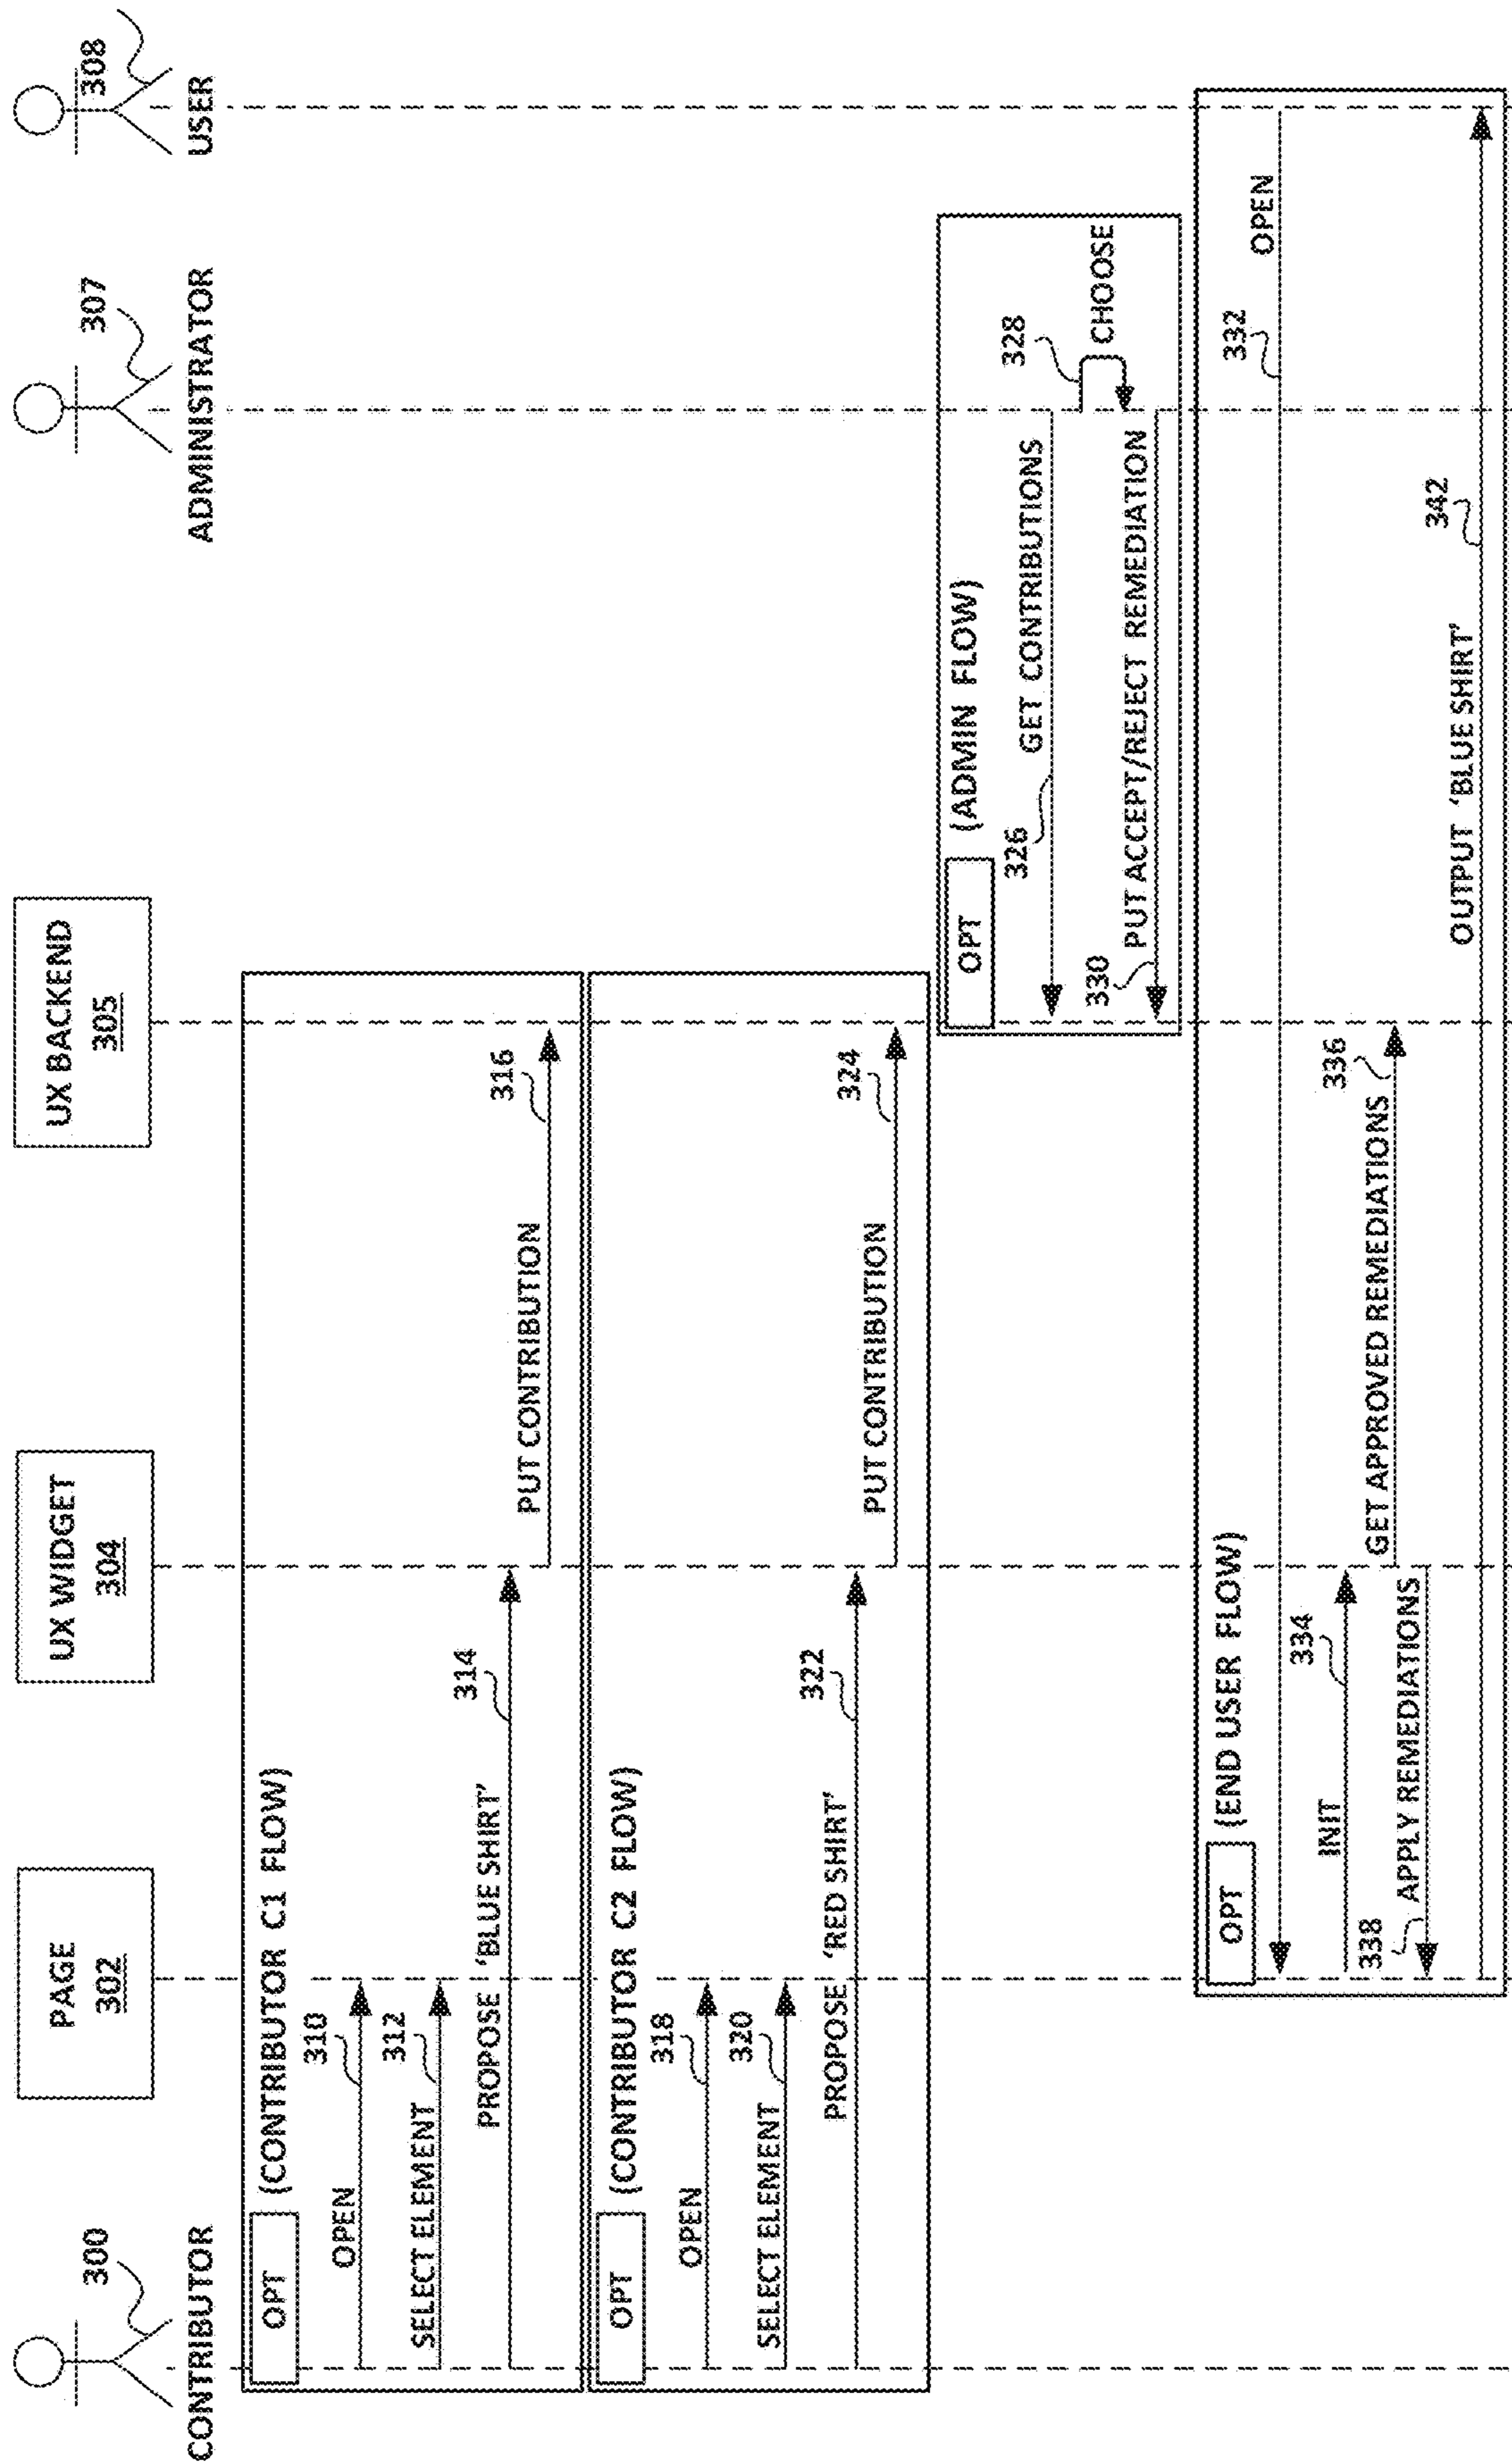 300
CONTRIBUTOR
PAGE
302
UX WIDGET
304
UX BACKEND
305
307
ADMINISTRATOR
308
USER
OPT
(CONTRIBUTOR C1 FLOW)
OPEN
310
SELECT ELEMENT
312
PROPOSE 'BLUE SHIRT'
314
PUT CONTRIBUTION
316
OPT
(CONTRIBUTOR C2 FLOW)
OPEN
318
SELECT ELEMENT
320
PROPOSE 'RED SHIRT'
322
PUT CONTRIBUTION
324
OPT
(ADMIN FLOW)
326
GET CONTRIBUTIONS
328
CHOOSE
330
PUT ACCEPT/REJECT REMEDIATION
OPT
(END USER FLOW)
332
OPEN
INIT
334
GET APPROVED REMEDIATIONS
336
338
APPLY REMEDIATIONS
OUTPUT 'BLUE SHIRT'
342